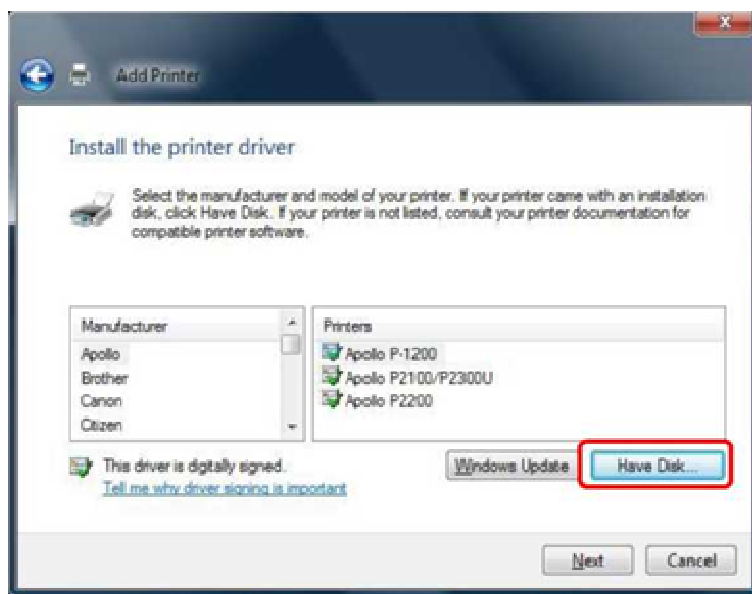 X
Add Printer
Install the printer driver
Select the manufacturer and model of your printer. If your printer came with an installation
disk, click Have Disk. If your printer is not listed, consult your printer documentation for
compatible printer software.
Manufacturer
Apollo
Brother
Canon
Citizen
Printers
Apollo P-1200
Apollo P2100/P2300U
Apollo P2200
This driver is digitally signed.
Tell me why driver signing is important
Windows Update
Have Disk...
Next
Cancel